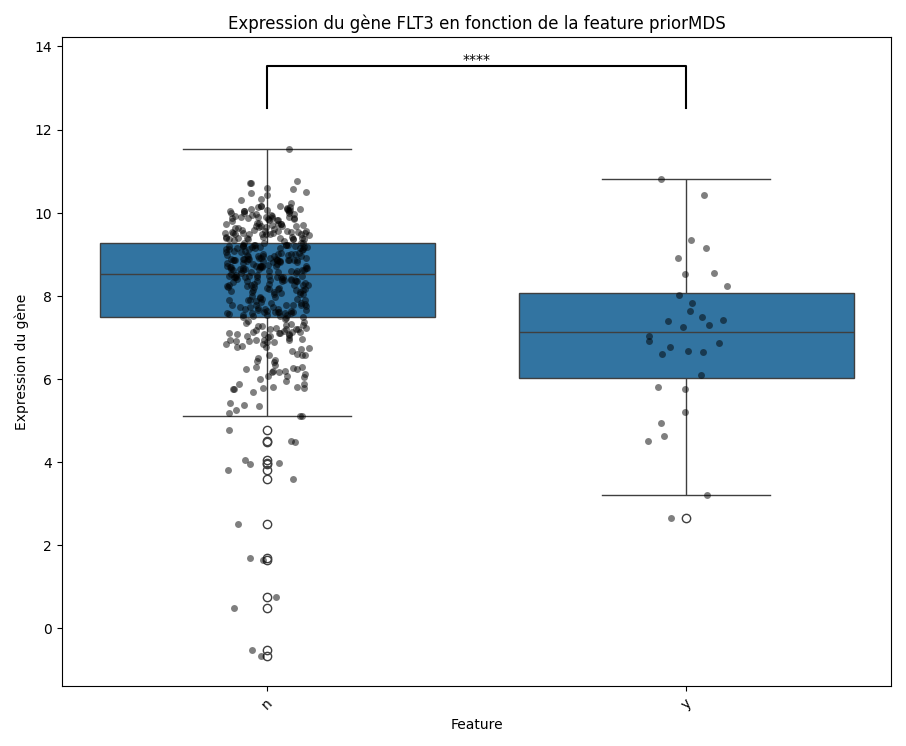 Expression du gène FLT3 en fonction de la feature priorMDS
14
****
12
10
8
6
4
2
0
Expression du gène
n
y
Feature